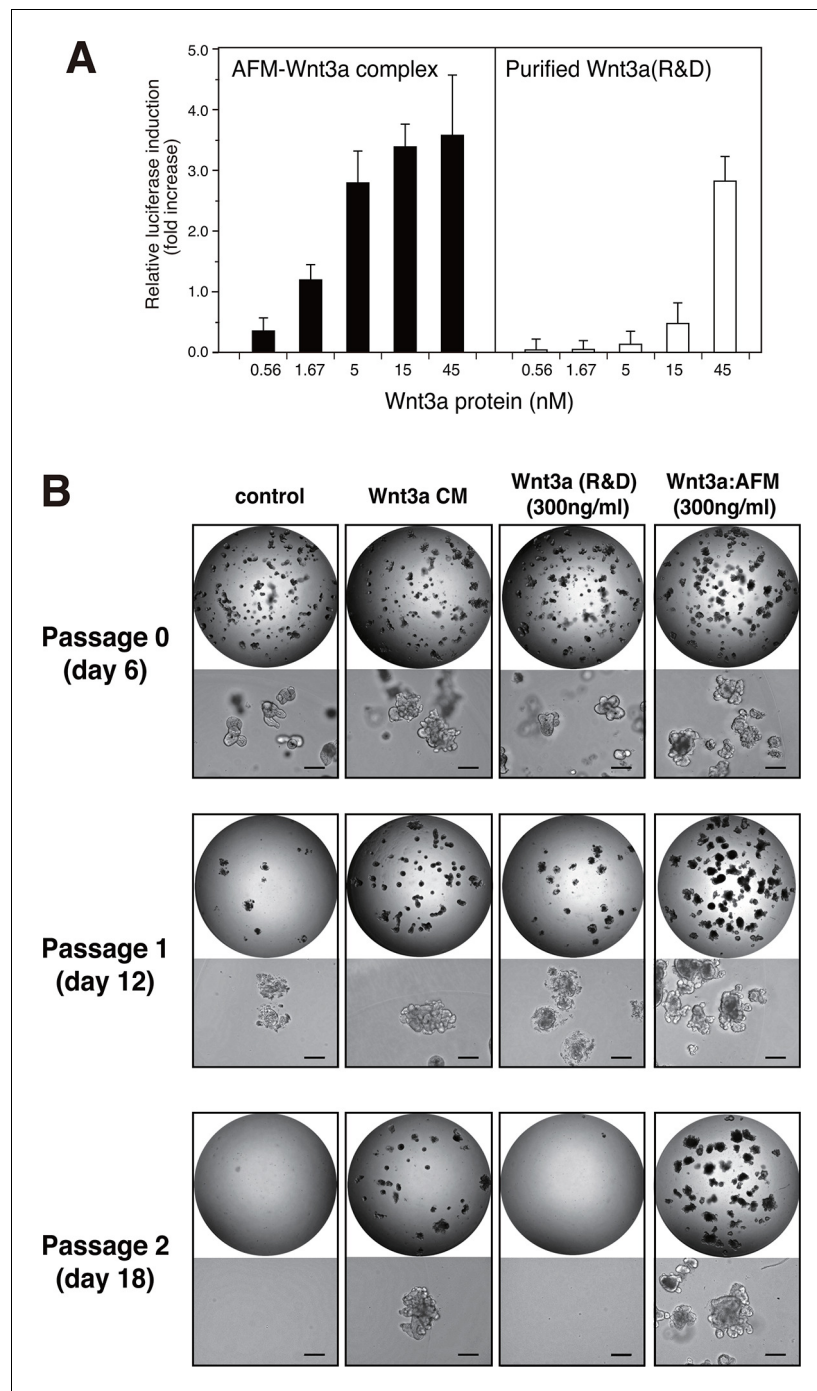 A
Relative luciferase induction
(fold increase)
5.0
4.0
3.0
2.0
1.0
0.0
AFM-Wnt3a complex
Purified Wnt3a(R&D)
0.56 1.67 5 15 45 0.56 1.67 5 15 45
Wnt3a protein (nM)
B
control
Wnt3a CM
Wnt3a (R&D)
(300ng/ml)
Wnt3a:AFM
(300ng/ml)
Passage 0
(day 6)
Passage 1
(day 12)
Passage 2
(day 18)